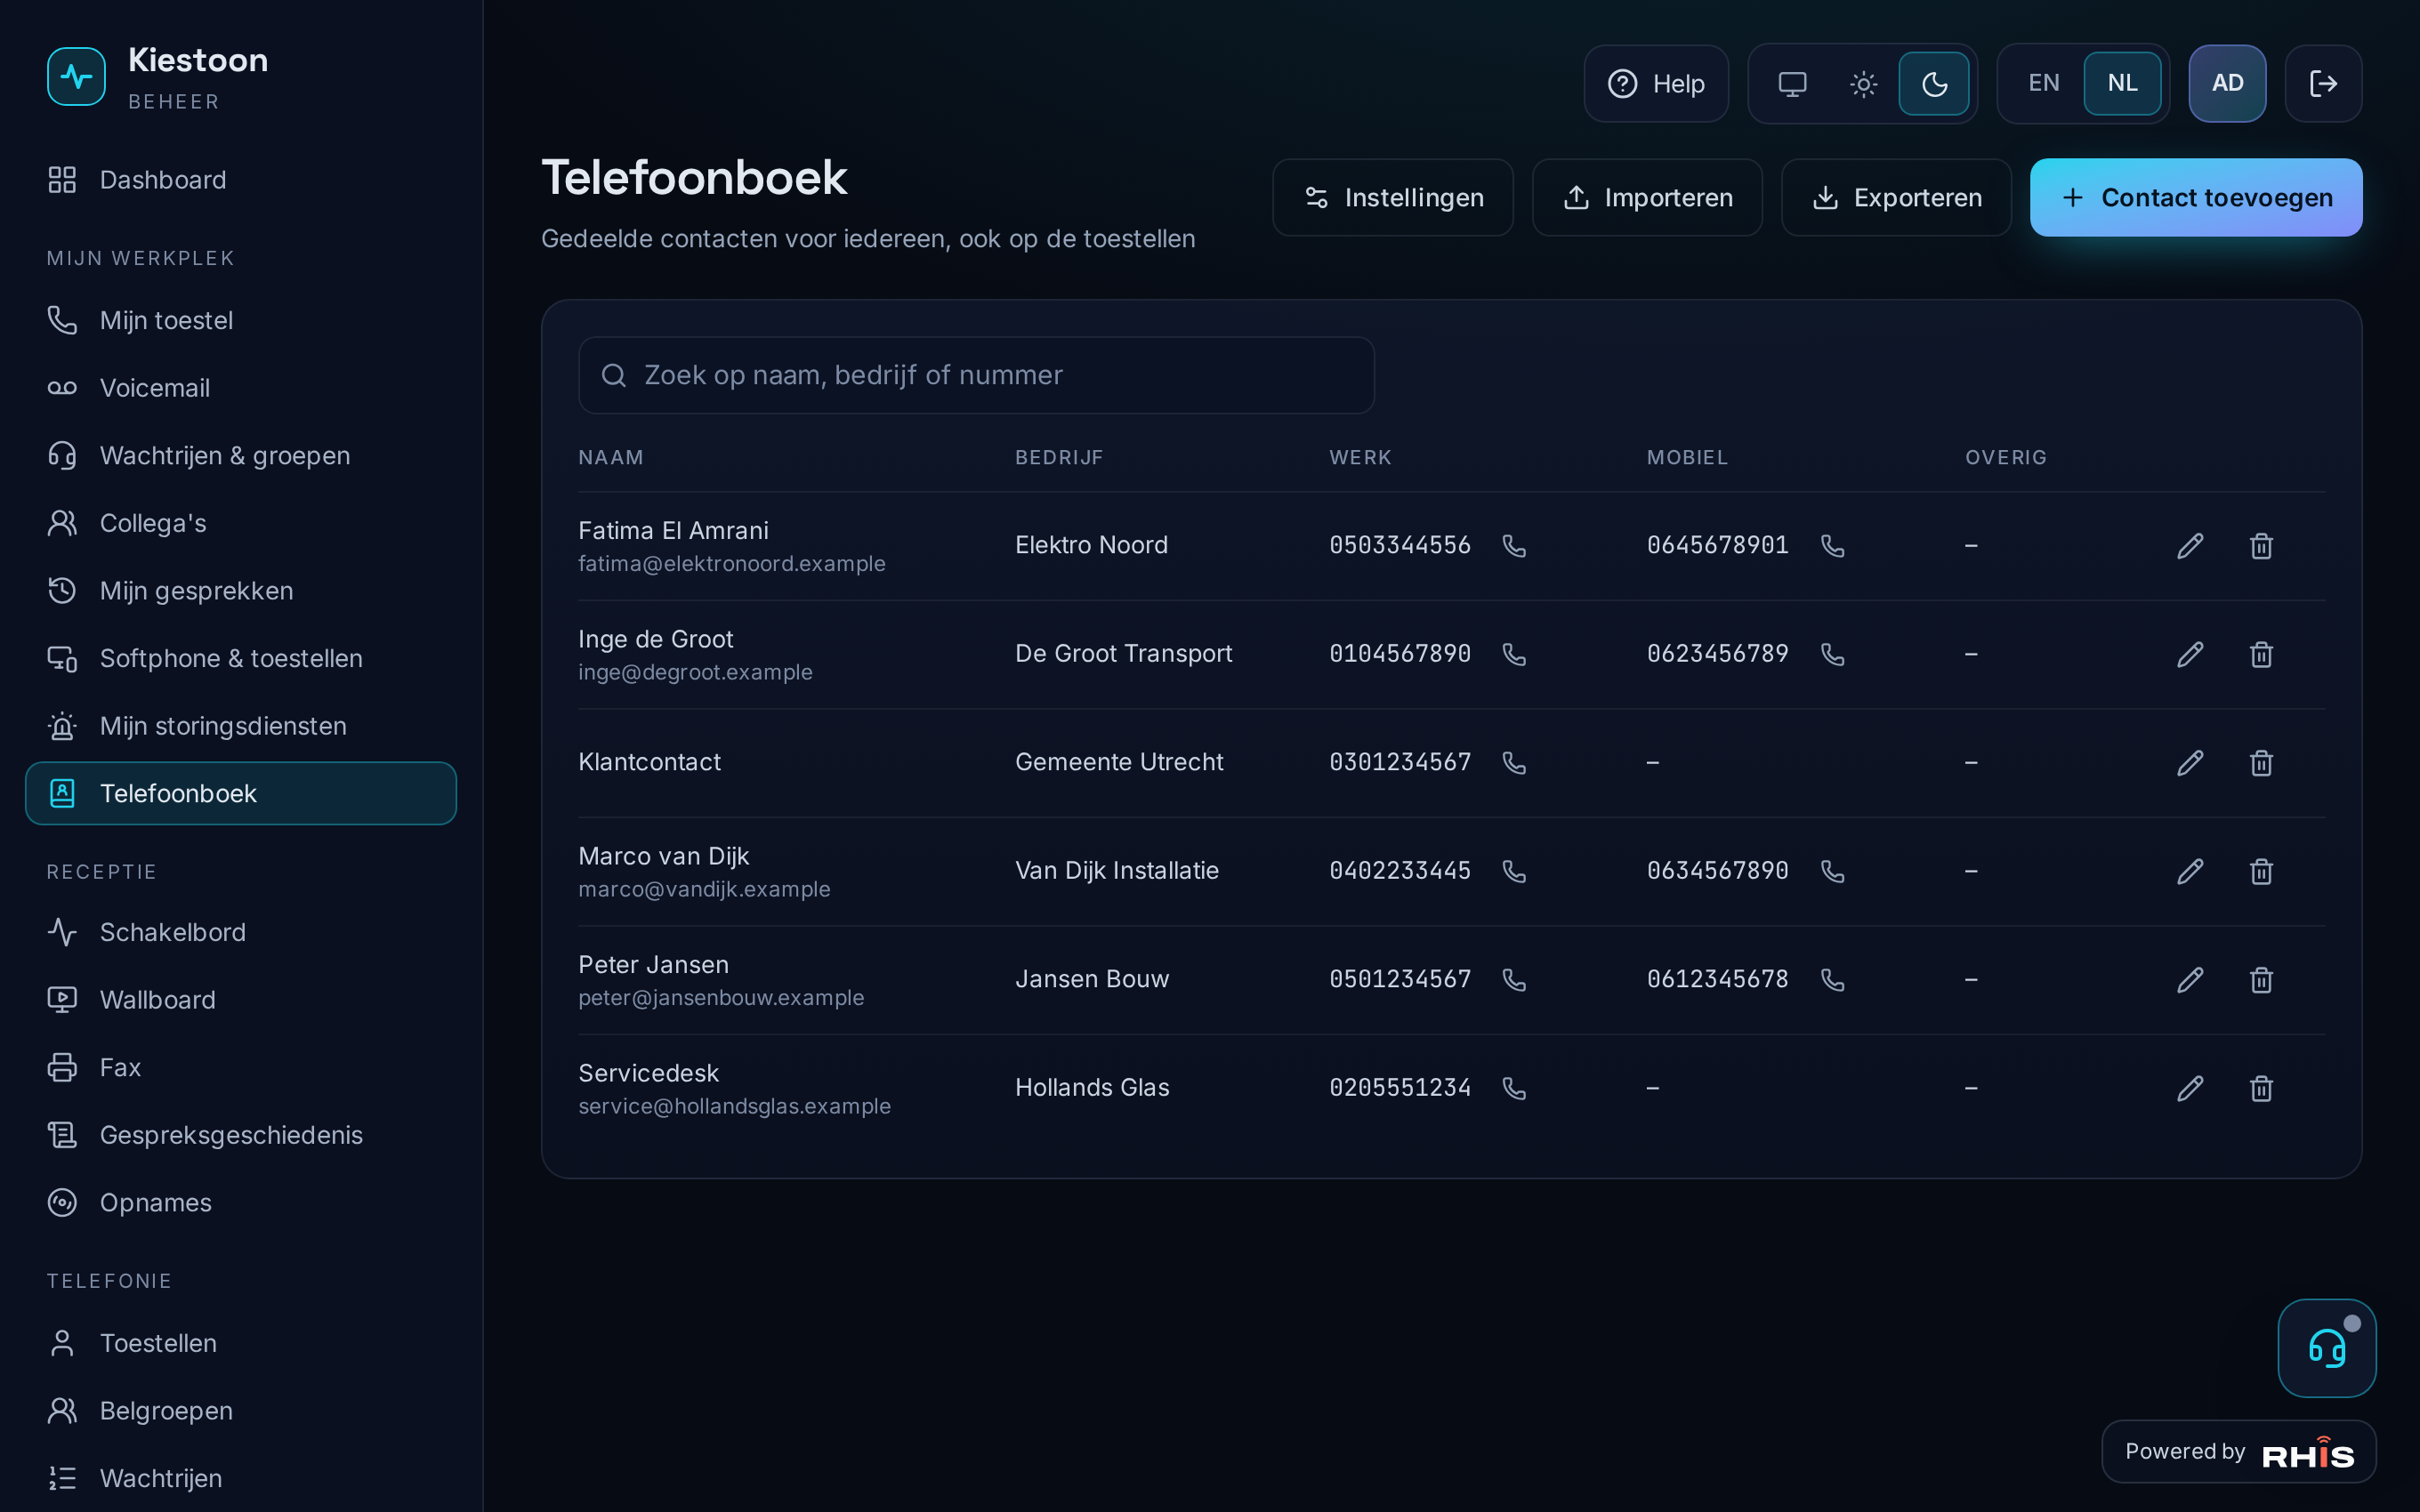 Kiestoon
BEHEER
Dashboard
MIJN WERKPLEK
Mijn toestel
Voicemail
Wachtrijen & groepen
Collega's
Mijn gesprekken
Softphone & toestellen
Mijn storingsdiensten
Telefoonboek
RECEPTIE
Schakelbord
Wallboard
Fax
Gespreksgeschiedenis
Opnames
TELEFONIE
Toestellen
Belgroepen
Wachtrijen
Help
EN NL
AD
Telefoonboek
Gedeelde contacten voor iedereen, ook op de toestellen
Instellingen Importeren Exporteren Contact toevoegen
Zoek op naam, bedrijf of nummer
NAAM BEDRIJF WERK MOBIEL OVERIG
Fatima El Amrani
fatima@elektronoord.example
Elektro Noord 0503344556 0645678901 –
Inge de Groot
inge@degroot.example
De Groot Transport 0104567890 0623456789 –
Klantcontact Gemeente Utrecht 0301234567 – –
Marco van Dijk
marco@vandijk.example
Van Dijk Installatie 0402233445 0634567890 –
Peter Jansen
peter@jansenbouw.example
Jansen Bouw 0501234567 0612345678 –
Servicedesk
service@hollandsglas.example
Hollands Glas 0205551234 – –
Powered by RHIS